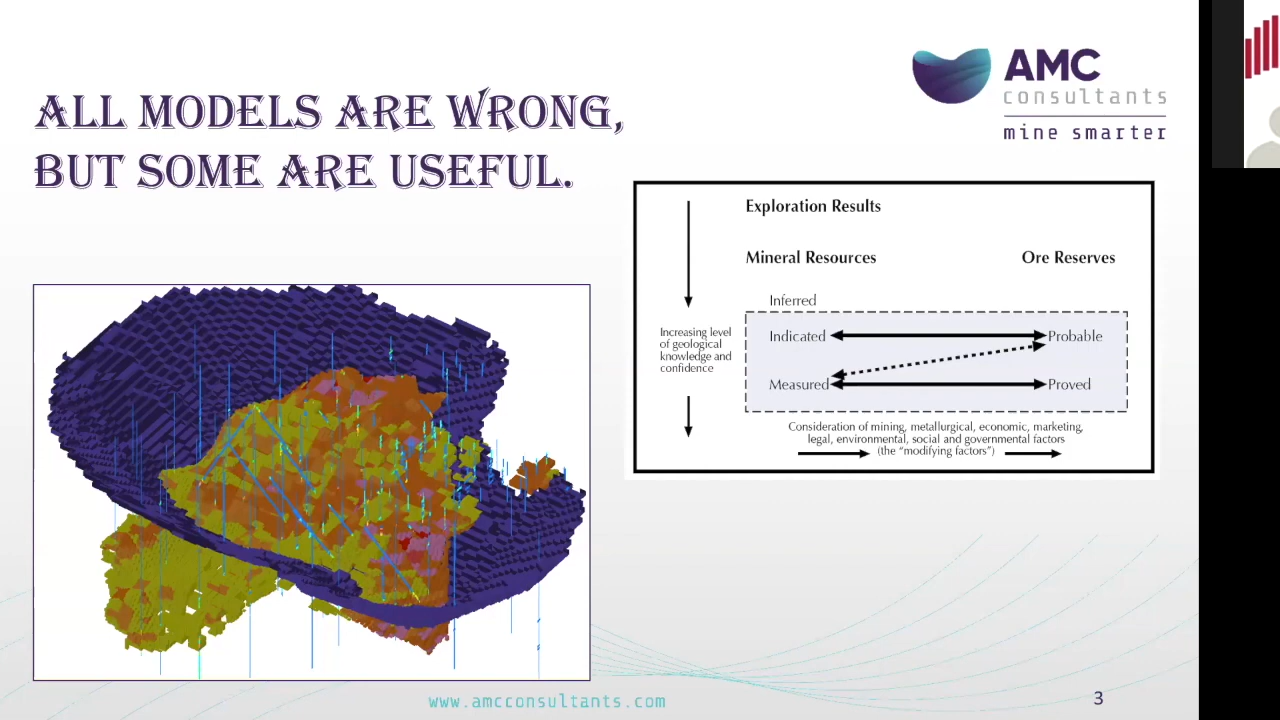 ALL MODELS ARE WRONG,
BUT SOME ARE USEFUL.
AMC
consultants
mine smarter
Exploration Results
Mineral Resources
Ore Reserves
Inferred
Increasing level
of geological
knowledge and
confidence
Indicated
Probable
Measured
Proved
Consideration of mining, metallurgical, economic, marketing,
legal, environmental, social and governmental factors
(the “modifying factors”)
www.amcconsultants.com
3